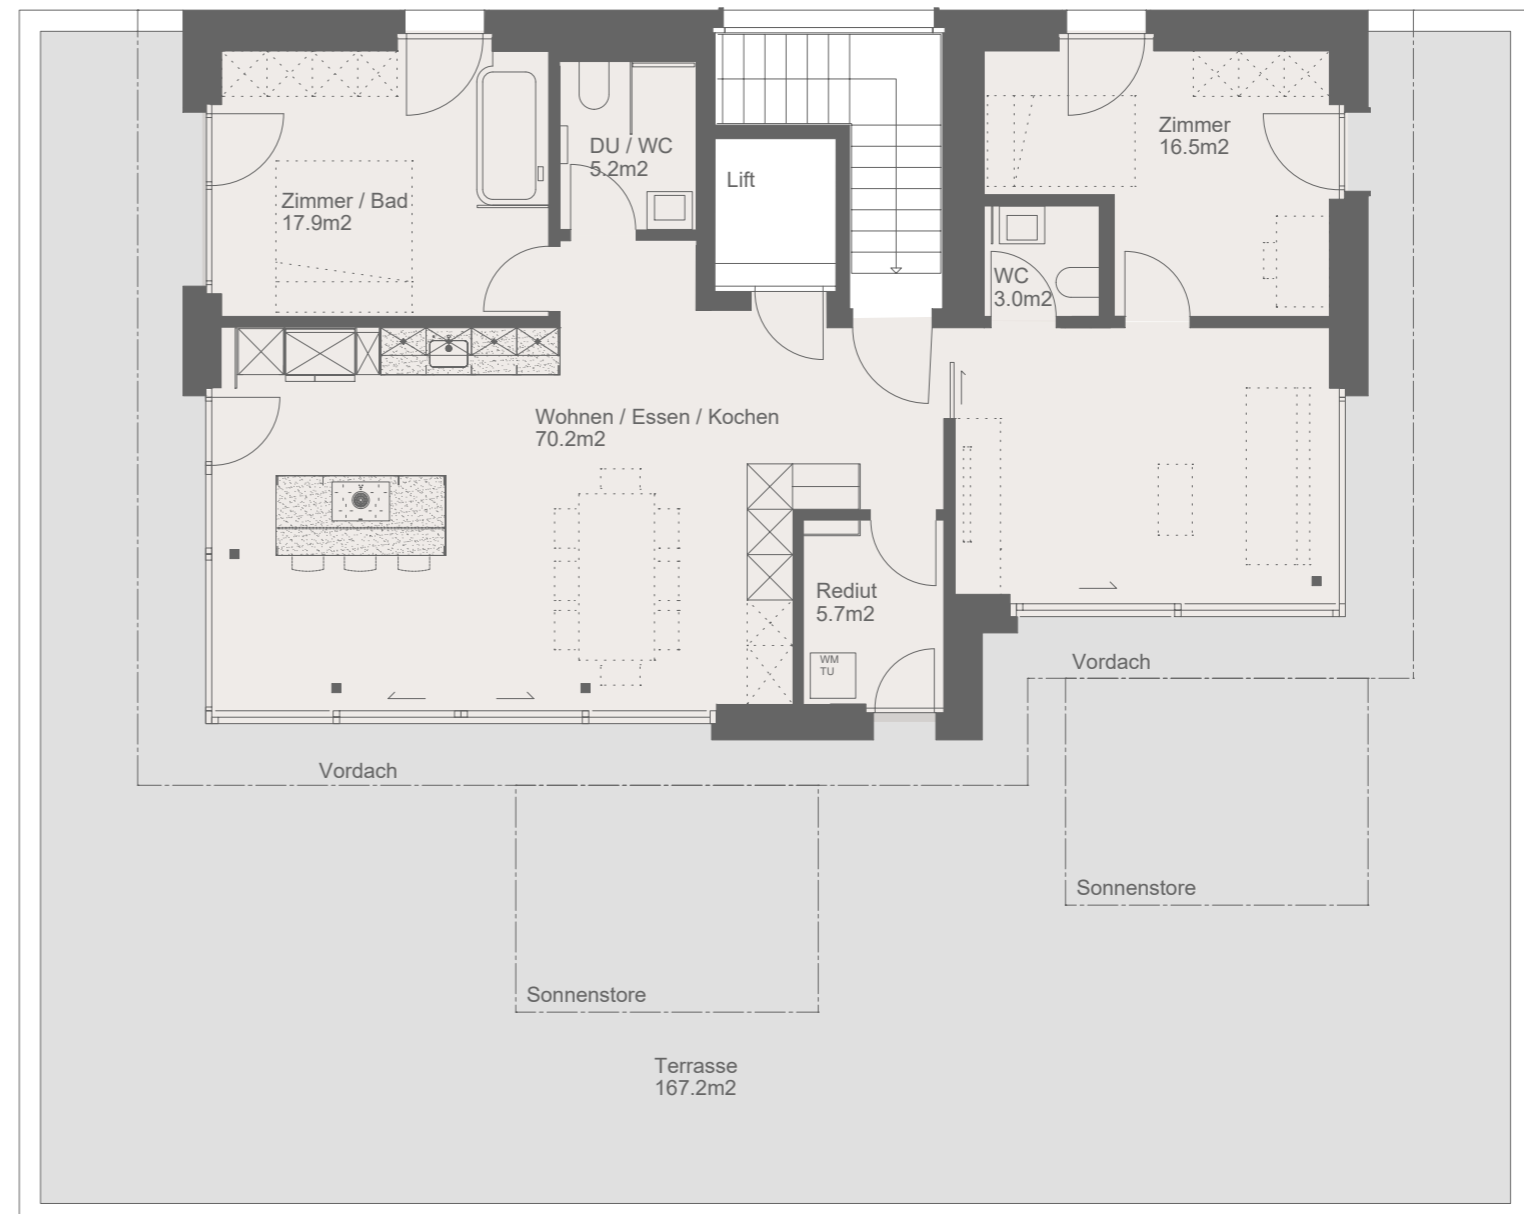 Zimmer
16.5m2
DU / WC
5.2m2
Lift
Zimmer / Bad
17.9m2
WC
3.0m2
Wohnen / Essen / Kochen
70.2m2
Rediut
5.7m2
WM
TU
Vordach
Vordach
Sonnenstore
Sonnenstore
Terrasse
167.2m2